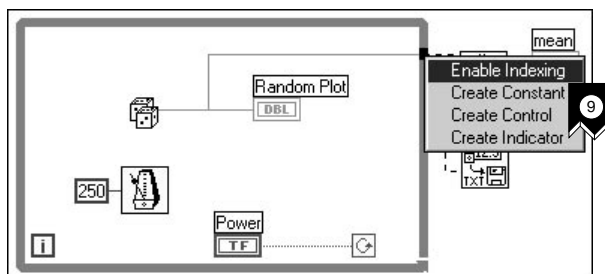 mean
Enable Indexing
Create Constant
Create Control
Create Indicator
9
Random Plot
DBL
250
TXT
Power
TF
i